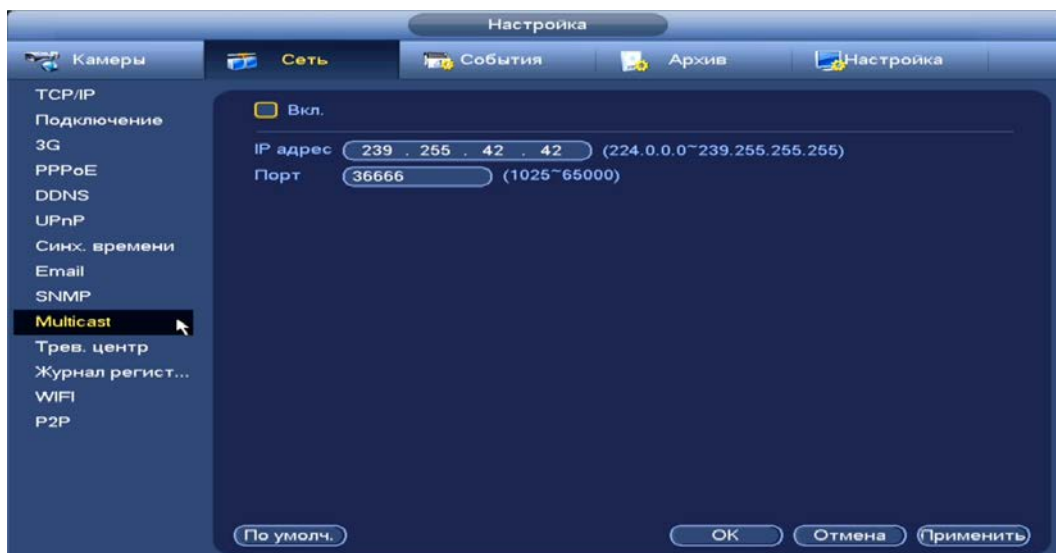 Настройка
Камеры Сеть События Архив Настройка
TCP/IP
Подключение
3G
PPPoE
DDNS
UPnP
Синх. времени
Email
SNMP
Multicast
Трев. центр
Журнал регист...
WIFI
P2P
Вкл.
IP адрес 239 . 255 . 42 . 42 (224.0.0.0~239.255.255.255)
Порт 36666 (1025~65000)
По умолч. OK Отмена Применить